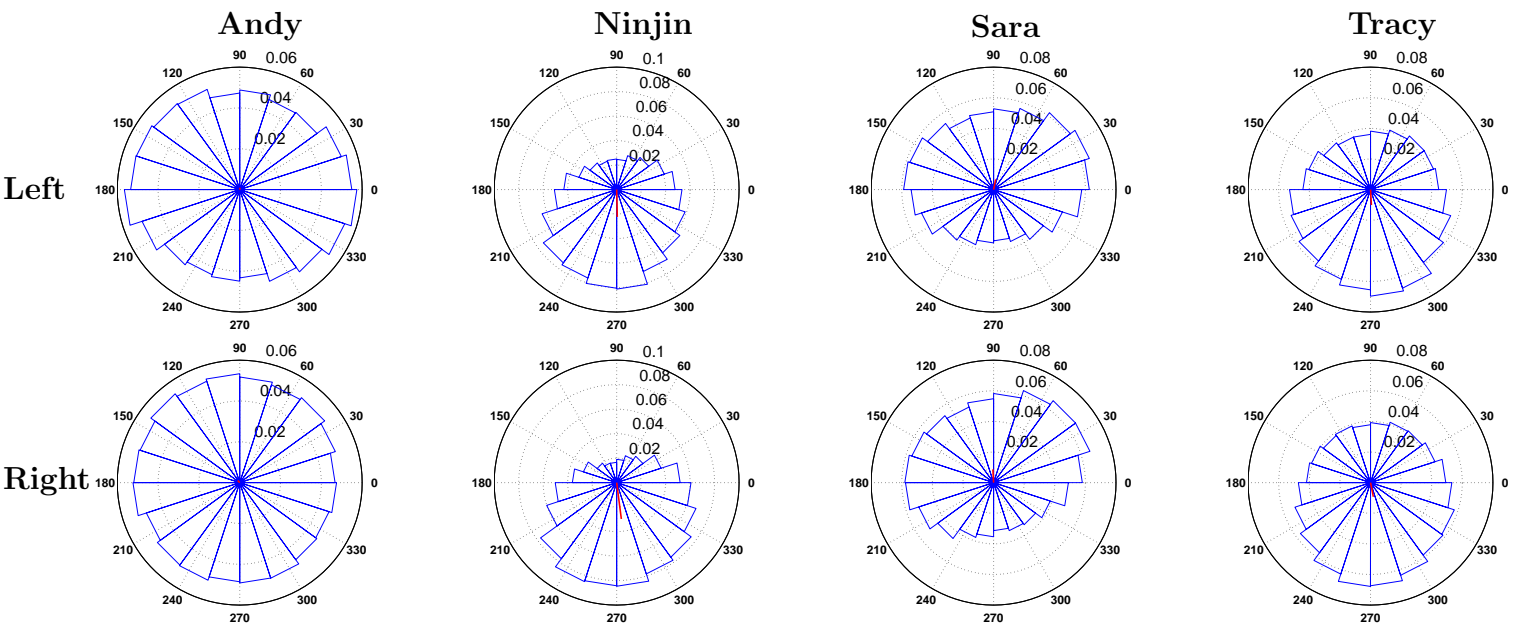 Andy Ninjin Sara Tracy
Left
90 0.06 60 0.04 30 0.02 0 330 300 270 240 210 180 150 120
90 0.1 60 0.08 0.06 0.04 30 0.02 0 330 300 270 240 210 180 150 120
90 0.08 60 0.06 0.04 30 0.02 0 330 300 270 240 210 180 150 120
90 0.08 60 0.06 0.04 30 0.02 0 330 300 270 240 210 180 150 120
Right
90 0.06 60 0.04 30 0.02 0 330 300 270 240 210 180 150 120
90 0.1 60 0.08 0.06 0.04 30 0.02 0 330 300 270 240 210 180 150 120
90 0.08 60 0.06 0.04 30 0.02 0 330 300 270 240 210 180 150 120
90 0.08 60 0.06 0.04 30 0.02 0 330 300 270 240 210 180 150 120